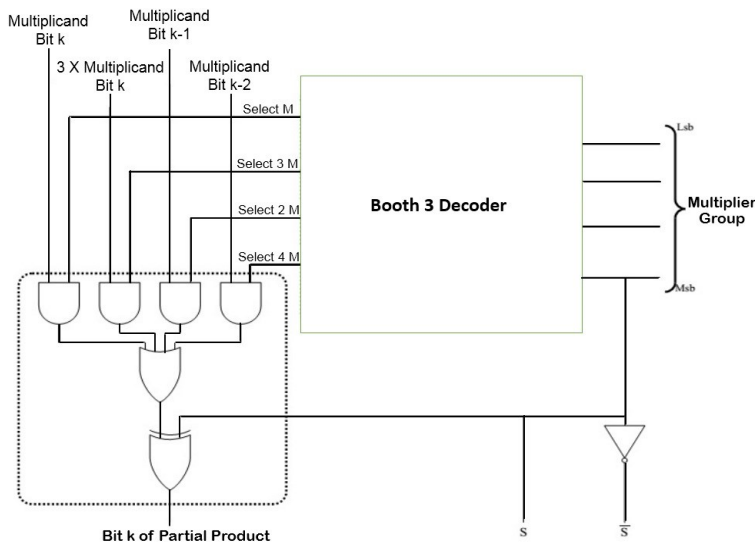 Multiplicand
Bit k
Multiplicand
Bit k-1
3 X Multiplicand
Bit k
Multiplicand
Bit k-2
Select M
Select 3 M
Select 2 M
Select 4 M
Booth 3 Decoder
Lsb
Multiplier
Group
Msb
Bit k of Partial Product
S
S̅